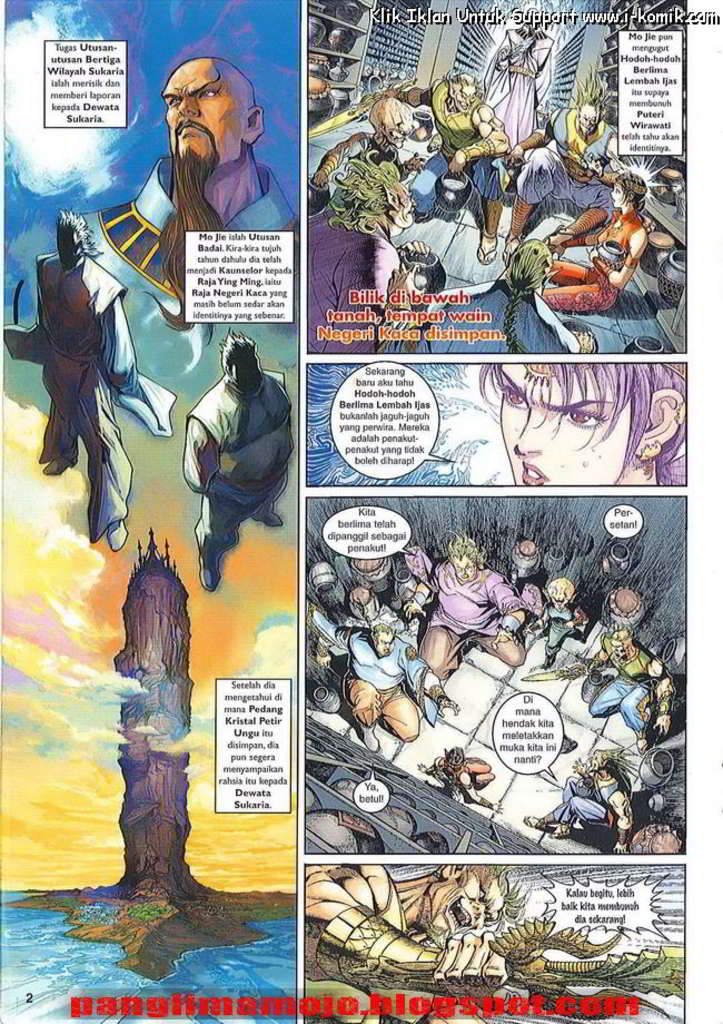 Klik Iklan Untuk Support www.i-komik.com
Tugas Utusan-
utusan Bertiga
Wilayah Sukaria
ialah merisik dan
memberi laporan
kepada Dewata
Sukaria.
Mo Jie ialah Utusan
Badai. Kira-kira tujuh
tahun dahulu dia telah
menjadi Kaunselor kepada
Raja Ying Ming, iaitu
Raja Negeri Kaca yang
masih belum sedar akan
identitinya yang sebenar.
Setelah dia
mengetahui di
mana Pedang
Kristal Petir
Ungu itu
disimpan, dia
pun segera
menyampaikan
rahsia itu kepada
Dewata
Sukaria.
Mo Jie pun
mengugut
Hodoh-hodoh
Berlima
Lembah Ijas
itu supaya
membunuh
Puteri
Wirawati
telah tahu akan
identitinya.
Bilik di bawah
tanah, tempat wain
Negeri Kaca disimpan.
Sekarang
baru aku tahu
Hodoh-hodoh
Berlima Lembah Ijas
bukanlah jaguh-jaguh
yang perwira. Mereka
adalah penakut-
penakut yang tidak
boleh diharap!
Kita
berlima telah
dipanggil sebagai
penakut!
Per-
setan!
Di
mana
hendak kita
meletakkan
muka kita ini
nanti?
Ya,
betul!
Kalau begitu, lebih
baik kita membunuh
dia sekarang!
2
panglimamojo.blogspot.com